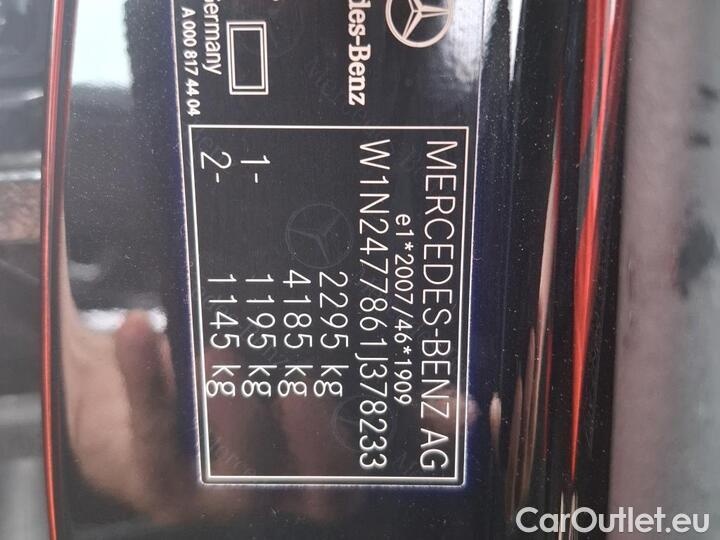 des-Benz
Germany
A 000 817 44 04
MERCEDES-BENZ AG
e1*2007/46*1909
W1N2477861J378233
2295 kg
4185 kg
1- 1195 kg
2- 1145 kg
CarOutlet.eu